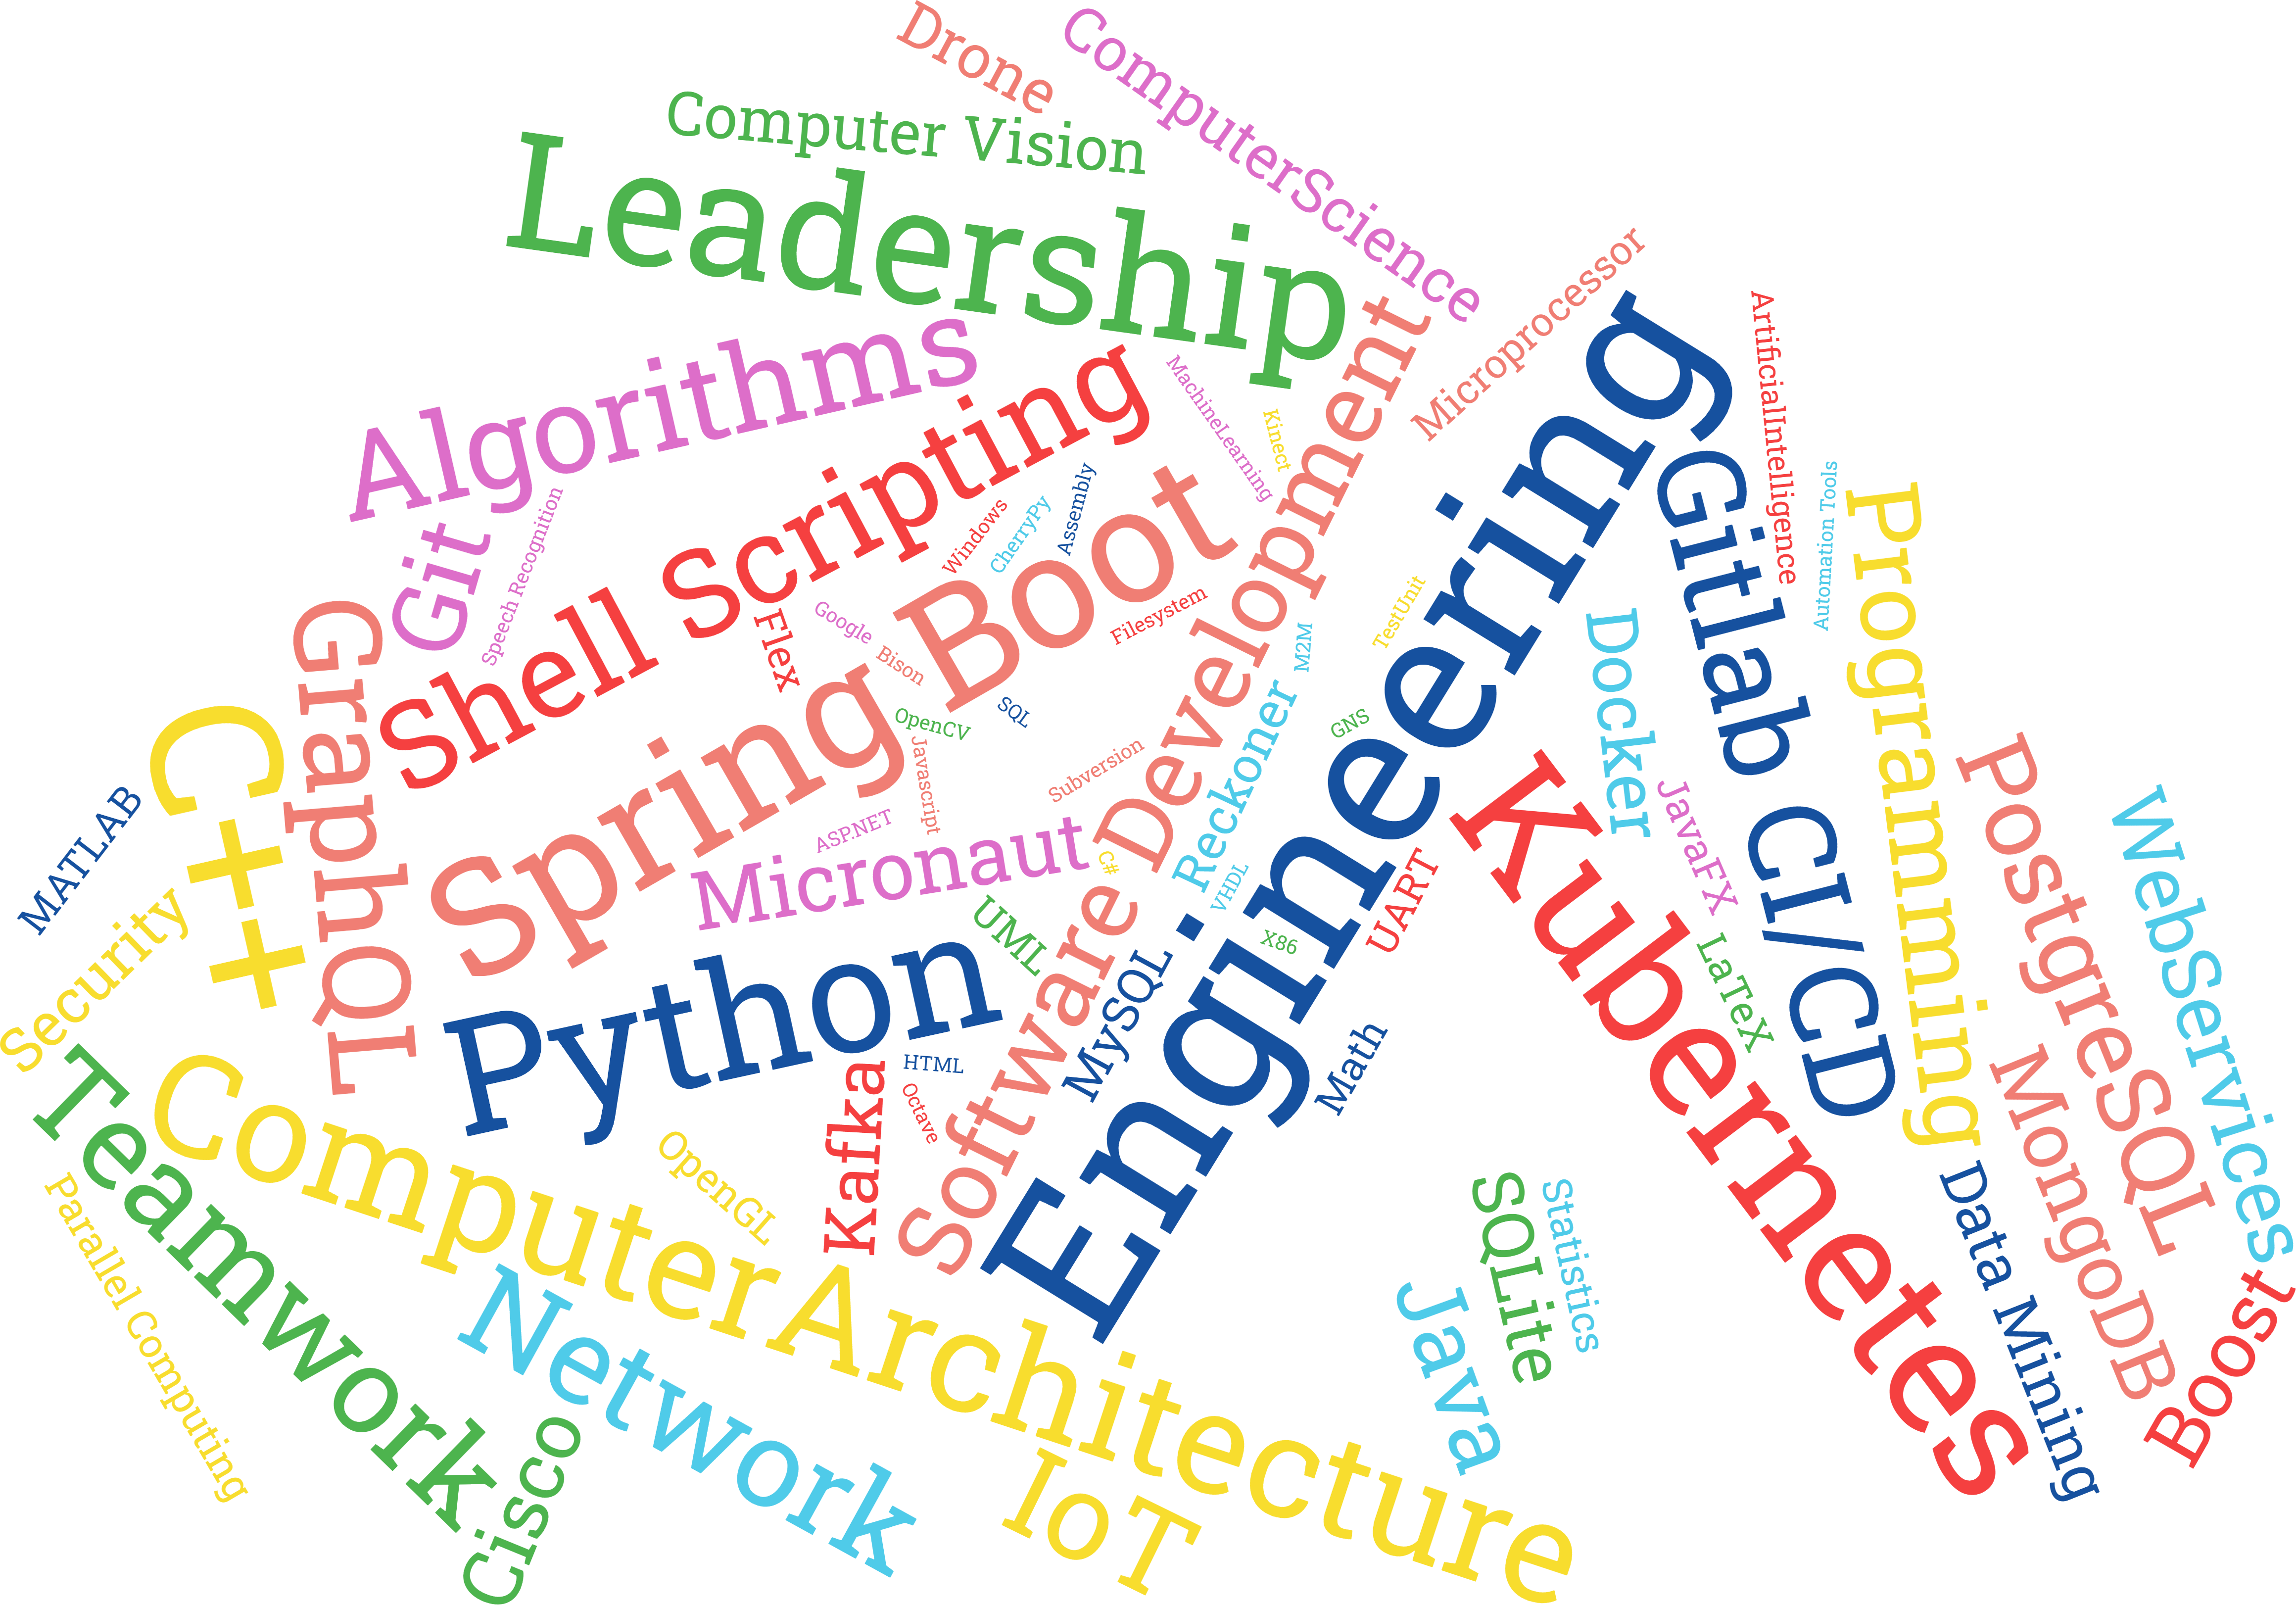 Drone
ComputerScience
Computer Vision
Leadership
Microprocessor
Algorithms
Shell Scripting
MachineLearning
Kinect
ArtificialIntelligence
Automation Tools
Engineering
Gitlab CI/CD
Programming
Git
Speech Recognition
Windows
CherryPy
Assembly
Spring Boot
Software Development
Filesystem
TestUnit
M2M
Docker
GraphQL
Flex
Google
Bison
SQL
OpenCV
Javascript
Subversion
Reckoner
GNS
C++
MATLAB
Security
ASP.NET
Micronaut
C#
VHDL
UART
X86
Kubernetes
JavaFX
LaTeX
PostgreSQL
WebServices
Python
UML
MySQL
Math
HTML
Octave
Kafka
OpenGL
Teamwork
ComputerArchitecture
Parallel Computing
Network
Cisco
IoT
SQLite
Statistics
Java
Data Mining
MongoDB
Boost